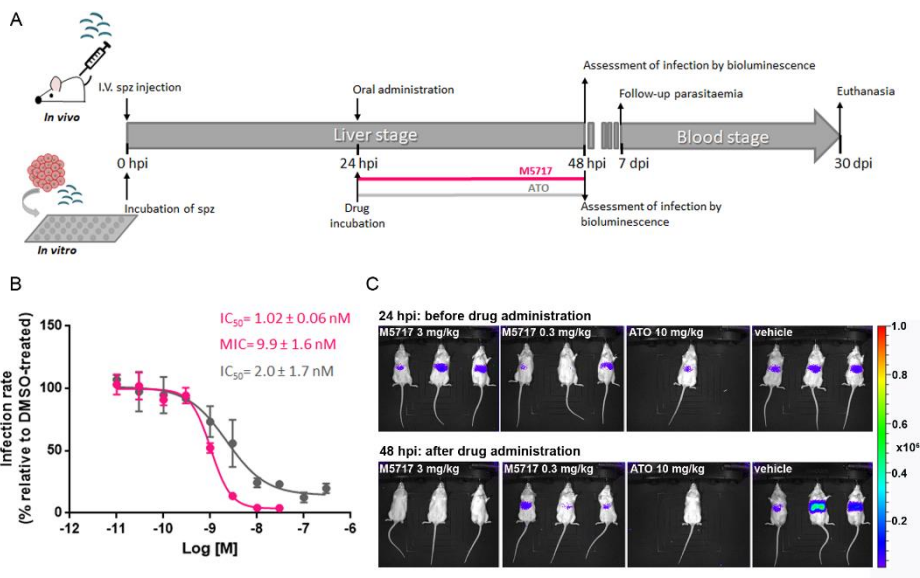 A
I.V. spz injection
In vivo
Oral administration
Assessment of infection by bioluminescence
Follow-up parasitaemia
Euthanasia
Liver stage
Blood stage
0 hpi
24 hpi
48 hpi
7 dpi
30 dpi
M5717
ATO
Incubation of spz
Drug
incubation
Assessment of infection by
bioluminescence
In vitro
B
IC50= 1.02 ± 0.06 nM
MIC= 9.9 ± 1.6 nM
IC50= 2.0 ± 1.7 nM
Infection rate
(% relative to DMSO-treated)
150
100
50
0
-12 -11 -10 -9 -8 -7 -6
Log [M]
C
24 hpi: before drug administration
M5717 3 mg/kg M5717 0.3 mg/kg ATO 10 mg/kg vehicle
48 hpi: after drug administration
M5717 3 mg/kg M5717 0.3 mg/kg ATO 10 mg/kg vehicle
1.0
0.8
0.6
x10⁶
0.4
0.2